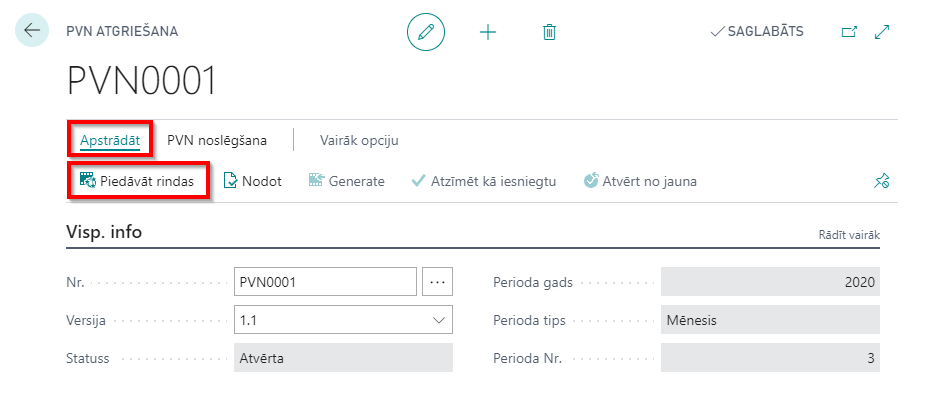 PVN ATGRIEŠANA
SAGLABĀTS
PVN0001
Apstrādāt PVN noslēgšana Vairāk opciju
Piedāvāt rindas Nodot Generate Atzīmēt kā iesniegtu Atvērt no jauna
Visp. info Rādīt vairāk
Nr. PVN0001 ... Perioda gads 2020
Versija 1.1 Perioda tips Mēnesis
Statuss Atvērta Perioda Nr. 3